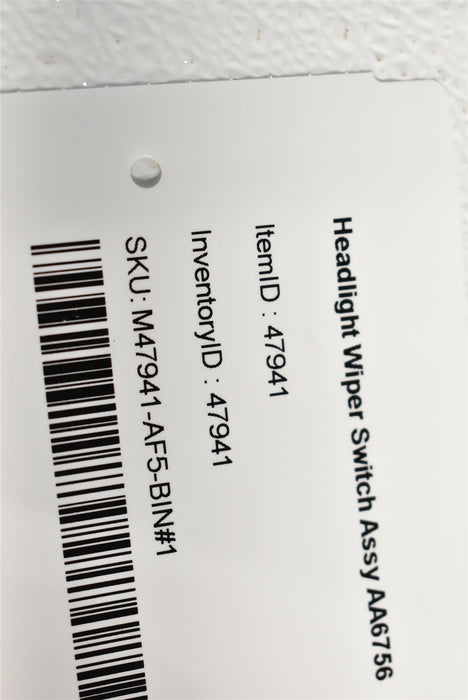 Headlight Wiper Switch Assy AA6756
ItemID : 47941
InventoryID : 47941
SKU: M47941-AF5-BIN#1